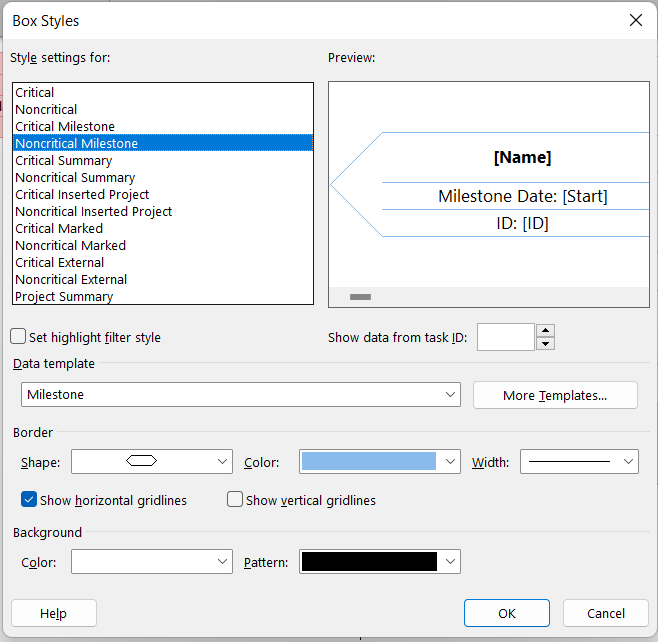 Box Styles
Style settings for:
Critical
Noncritical
Critical Milestone
Noncritical Milestone
Critical Summary
Noncritical Summary
Critical Inserted Project
Noncritical Inserted Project
Critical Marked
Noncritical Marked
Critical External
Noncritical External
Project Summary
Preview:
[Name]
Milestone Date: [Start]
ID: [ID]
Set highlight filter style
Show data from task ID:
Data template
Milestone
More Templates...
Border
Shape:
Color:
Width:
Show horizontal gridlines
Show vertical gridlines
Background
Color:
Pattern:
Help
OK
Cancel